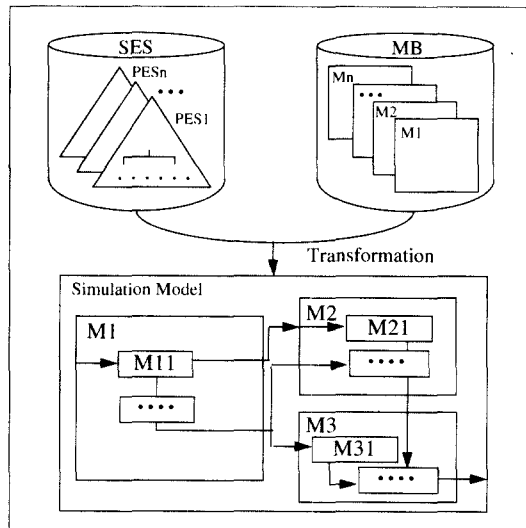 SES
PESn
• • •
PES1
. . . . . .
MB
Mn
• • •
M2
M1
Transformation
Simulation Model
M1
M11
• • • •
M2
M21
• • • •
M3
M31
• • • •